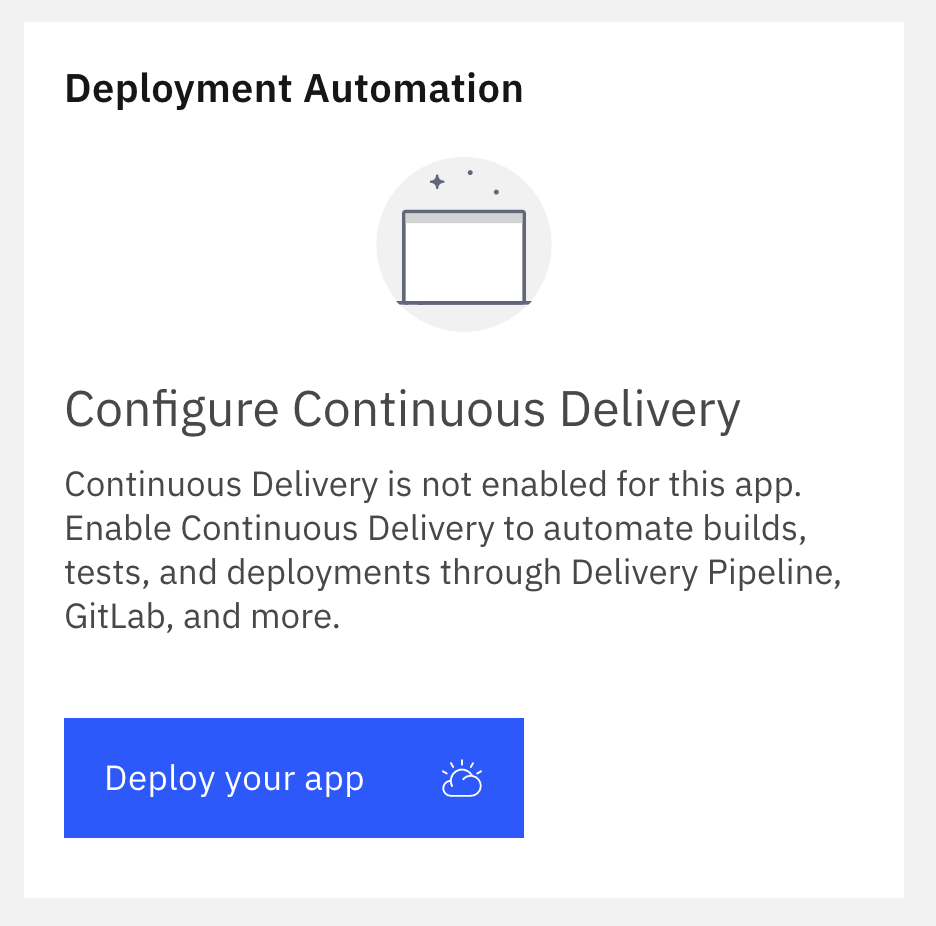 Deployment Automation
Configure Continuous Delivery
Continuous Delivery is not enabled for this app.
Enable Continuous Delivery to automate builds,
tests, and deployments through Delivery Pipeline,
GitLab, and more.
Deploy your app